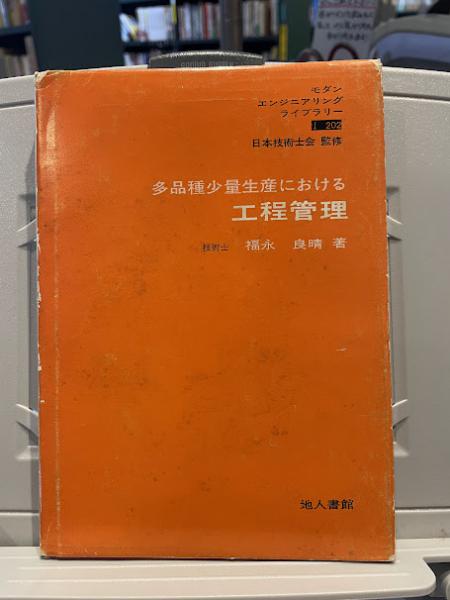 モダン
エンジニアリング
ライブラリー
I 202
日本技術士会 監修
多品種少量生産における
工程管理
技術士 福永 良晴 著
地人書館